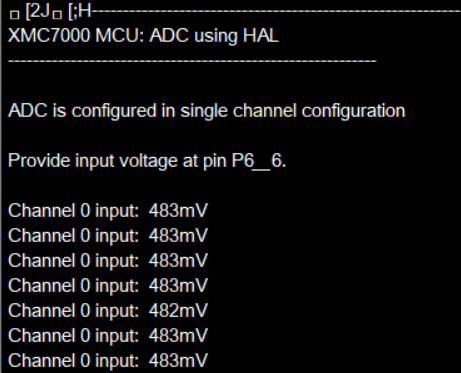 □ [2J□ [;H-----------------------------------------------------------
XMC7000 MCU: ADC using HAL
-----------------------------------------------------------
ADC is configured in single channel configuration
Provide input voltage at pin P6__6.
Channel 0 input:  483mV
Channel 0 input:  483mV
Channel 0 input:  483mV
Channel 0 input:  483mV
Channel 0 input:  482mV
Channel 0 input:  483mV
Channel 0 input:  483mV